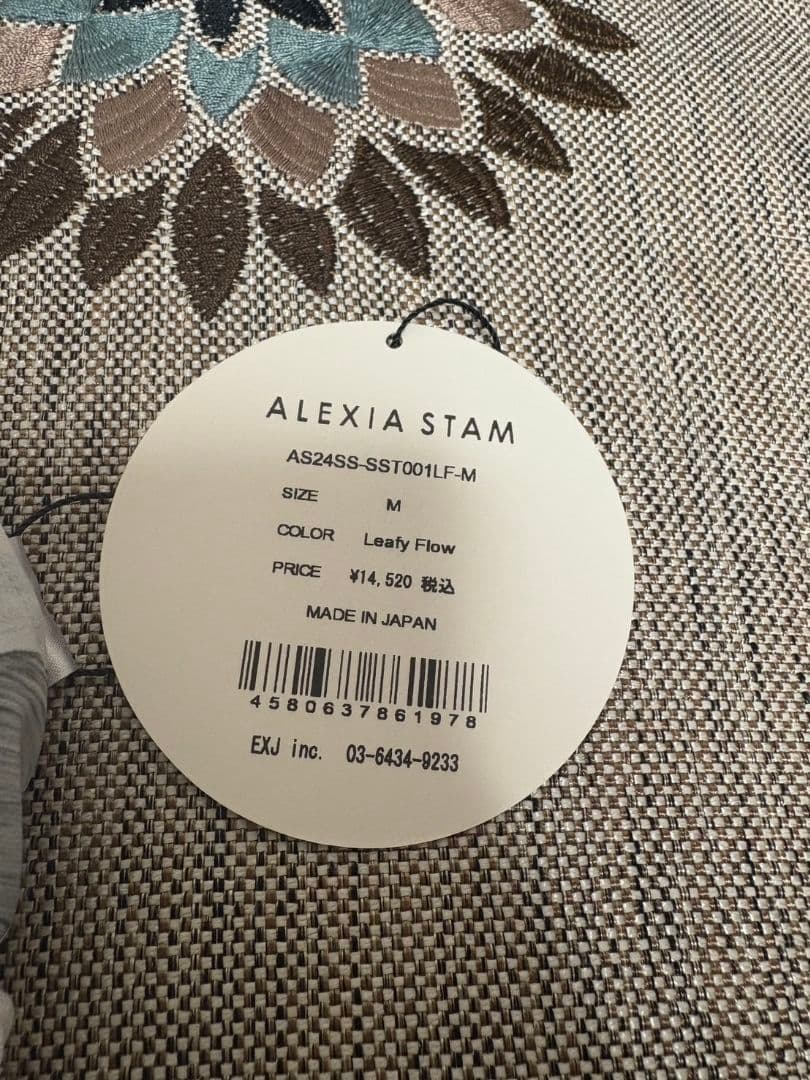 ALEXIA STAM
AS24SS-SST001LF-M
SIZE M
COLOR Leafy Flow
PRICE ¥14,520 税込
MADE IN JAPAN
4580637861978
EXJ inc. 03-6434-9233